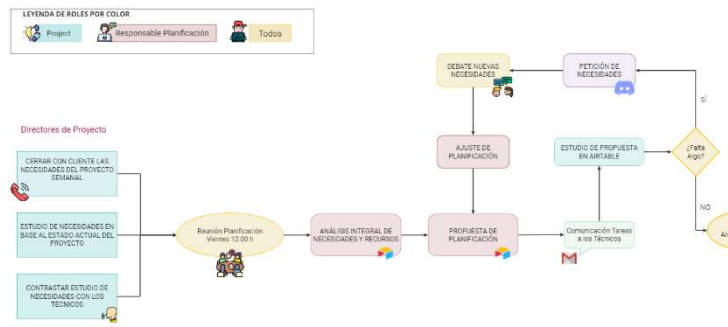 LEYENDA DE ROLES POR COLOR
Project
Responsable Planificación
Todos
DEBATE NUEVAS
NECESIDADES
PETICIÓN DE
NECESIDADES
SÍ
Directores de Proyecto
CERRAR CON CLIENTE LAS
NECESIDADES DEL PROYECTO
SEMANAL
AJUSTE DE
PLANIFICACIÓN
ESTUDIO DE PROPUESTA
EN AIRTABLE
¿Falta
Algo?
ESTUDIO DE NECESIDADES EN
BASE AL ESTADO ACTUAL DEL
PROYECTO
Reunión Planificación
Viernes 12:00 h
ANÁLISIS INTEGRAL DE
NECESIDADES Y RECURSOS
PROPUESTA DE
PLANIFICACIÓN
Comunicación Tareas
a los Técnicos
NO
CONTRASTAR ESTUDIO DE
NECESIDADES CON LOS
TECNICOS